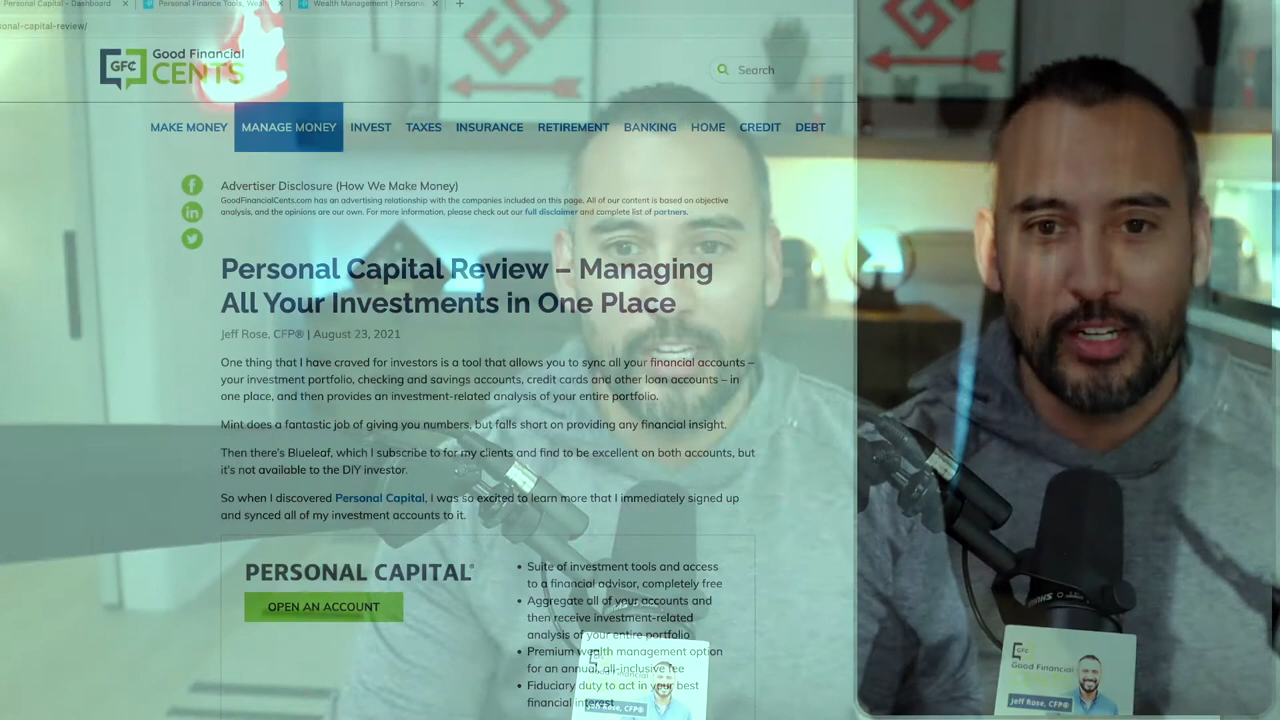 Personal Capital - Dashboard
Personal Finance Tools, Weal
Wealth Management | Persona
onal-capital-review/
GFC
Good Financial
CENTS
Search
MAKE MONEY
MANAGE MONEY
INVEST
TAXES
INSURANCE
RETIREMENT
BANKING
HOME
CREDIT
DEBT
Advertiser Disclosure (How We Make Money)
GoodFinancialCents.com has an advertising relationship with the companies included on this page. All of our content is based on objective
analysis, and the opinions are our own. For more information, please check out our full disclaimer and complete list of partners.
Personal Capital Review – Managing
All Your Investments in One Place
Jeff Rose, CFP® | August 23, 2021
One thing that I have craved for investors is a tool that allows you to sync all your financial accounts –
your investment portfolio, checking and savings accounts, credit cards and other loan accounts – in
one place, and then provides an investment-related analysis of your entire portfolio.
Mint does a fantastic job of giving you numbers, but falls short on providing any financial insight.
Then there's Blueleaf, which I subscribe to for my clients and find to be excellent on both accounts, but
it's not available to the DIY investor.
So when I discovered Personal Capital, I was so excited to learn more that I immediately signed up
and synced all of my investment accounts to it.
PERSONAL CAPITAL®
OPEN AN ACCOUNT
• Suite of investment tools and access
to a financial advisor, completely free
• Aggregate all of your accounts and
then receive investment-related
analysis of your entire portfolio
• Premium wealth management option
for an annual, all-inclusive fee
• Fiduciary duty to act in your best
financial interest
GFC
Good Financial
CENTS
Jeff Rose, CFP®
SHURE